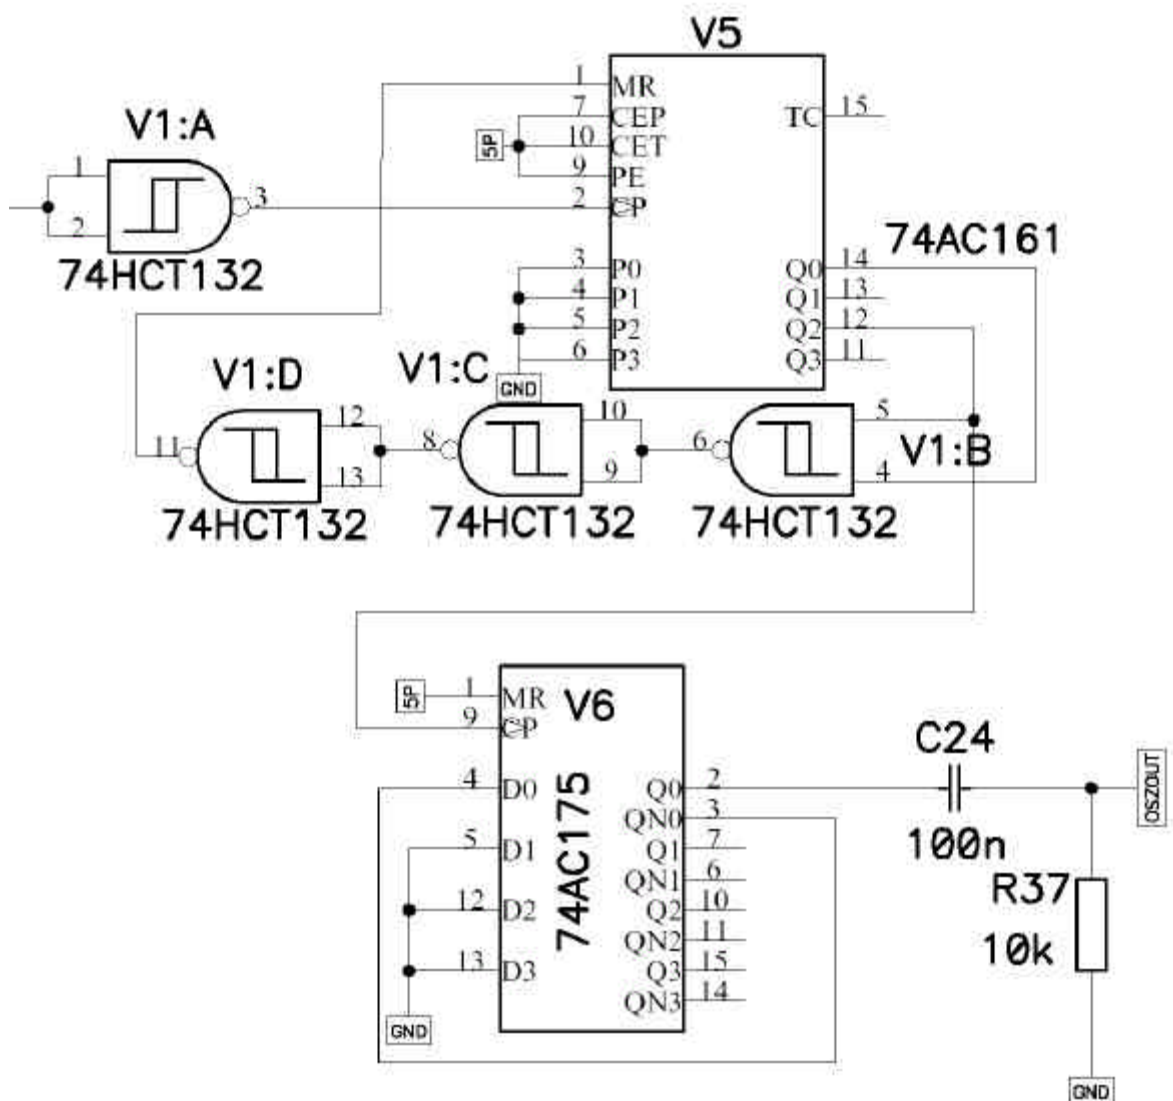 V5
1 MR
7 CEP
5P 10 CET
9 PE
2 CP
TC 15
V1:A
1
2
3
74HCT132
74AC161
3 P0
4 P1
5 P2
6 P3
Q0 14
Q1 13
Q2 12
Q3 11
GND
V1:D
12
13
11
74HCT132
V1:C
10
9
8
74HCT132
V1:B
5
4
6
74HCT132
V6
74AC175
5P 1 MR
9 CP
4 D0
5 D1
12 D2
13 D3
Q0 2
QN0 3
Q1 7
QN1 6
Q2 10
QN2 11
Q3 15
QN3 14
GND
C24
100n
OSZOUT
R37
10k
GND